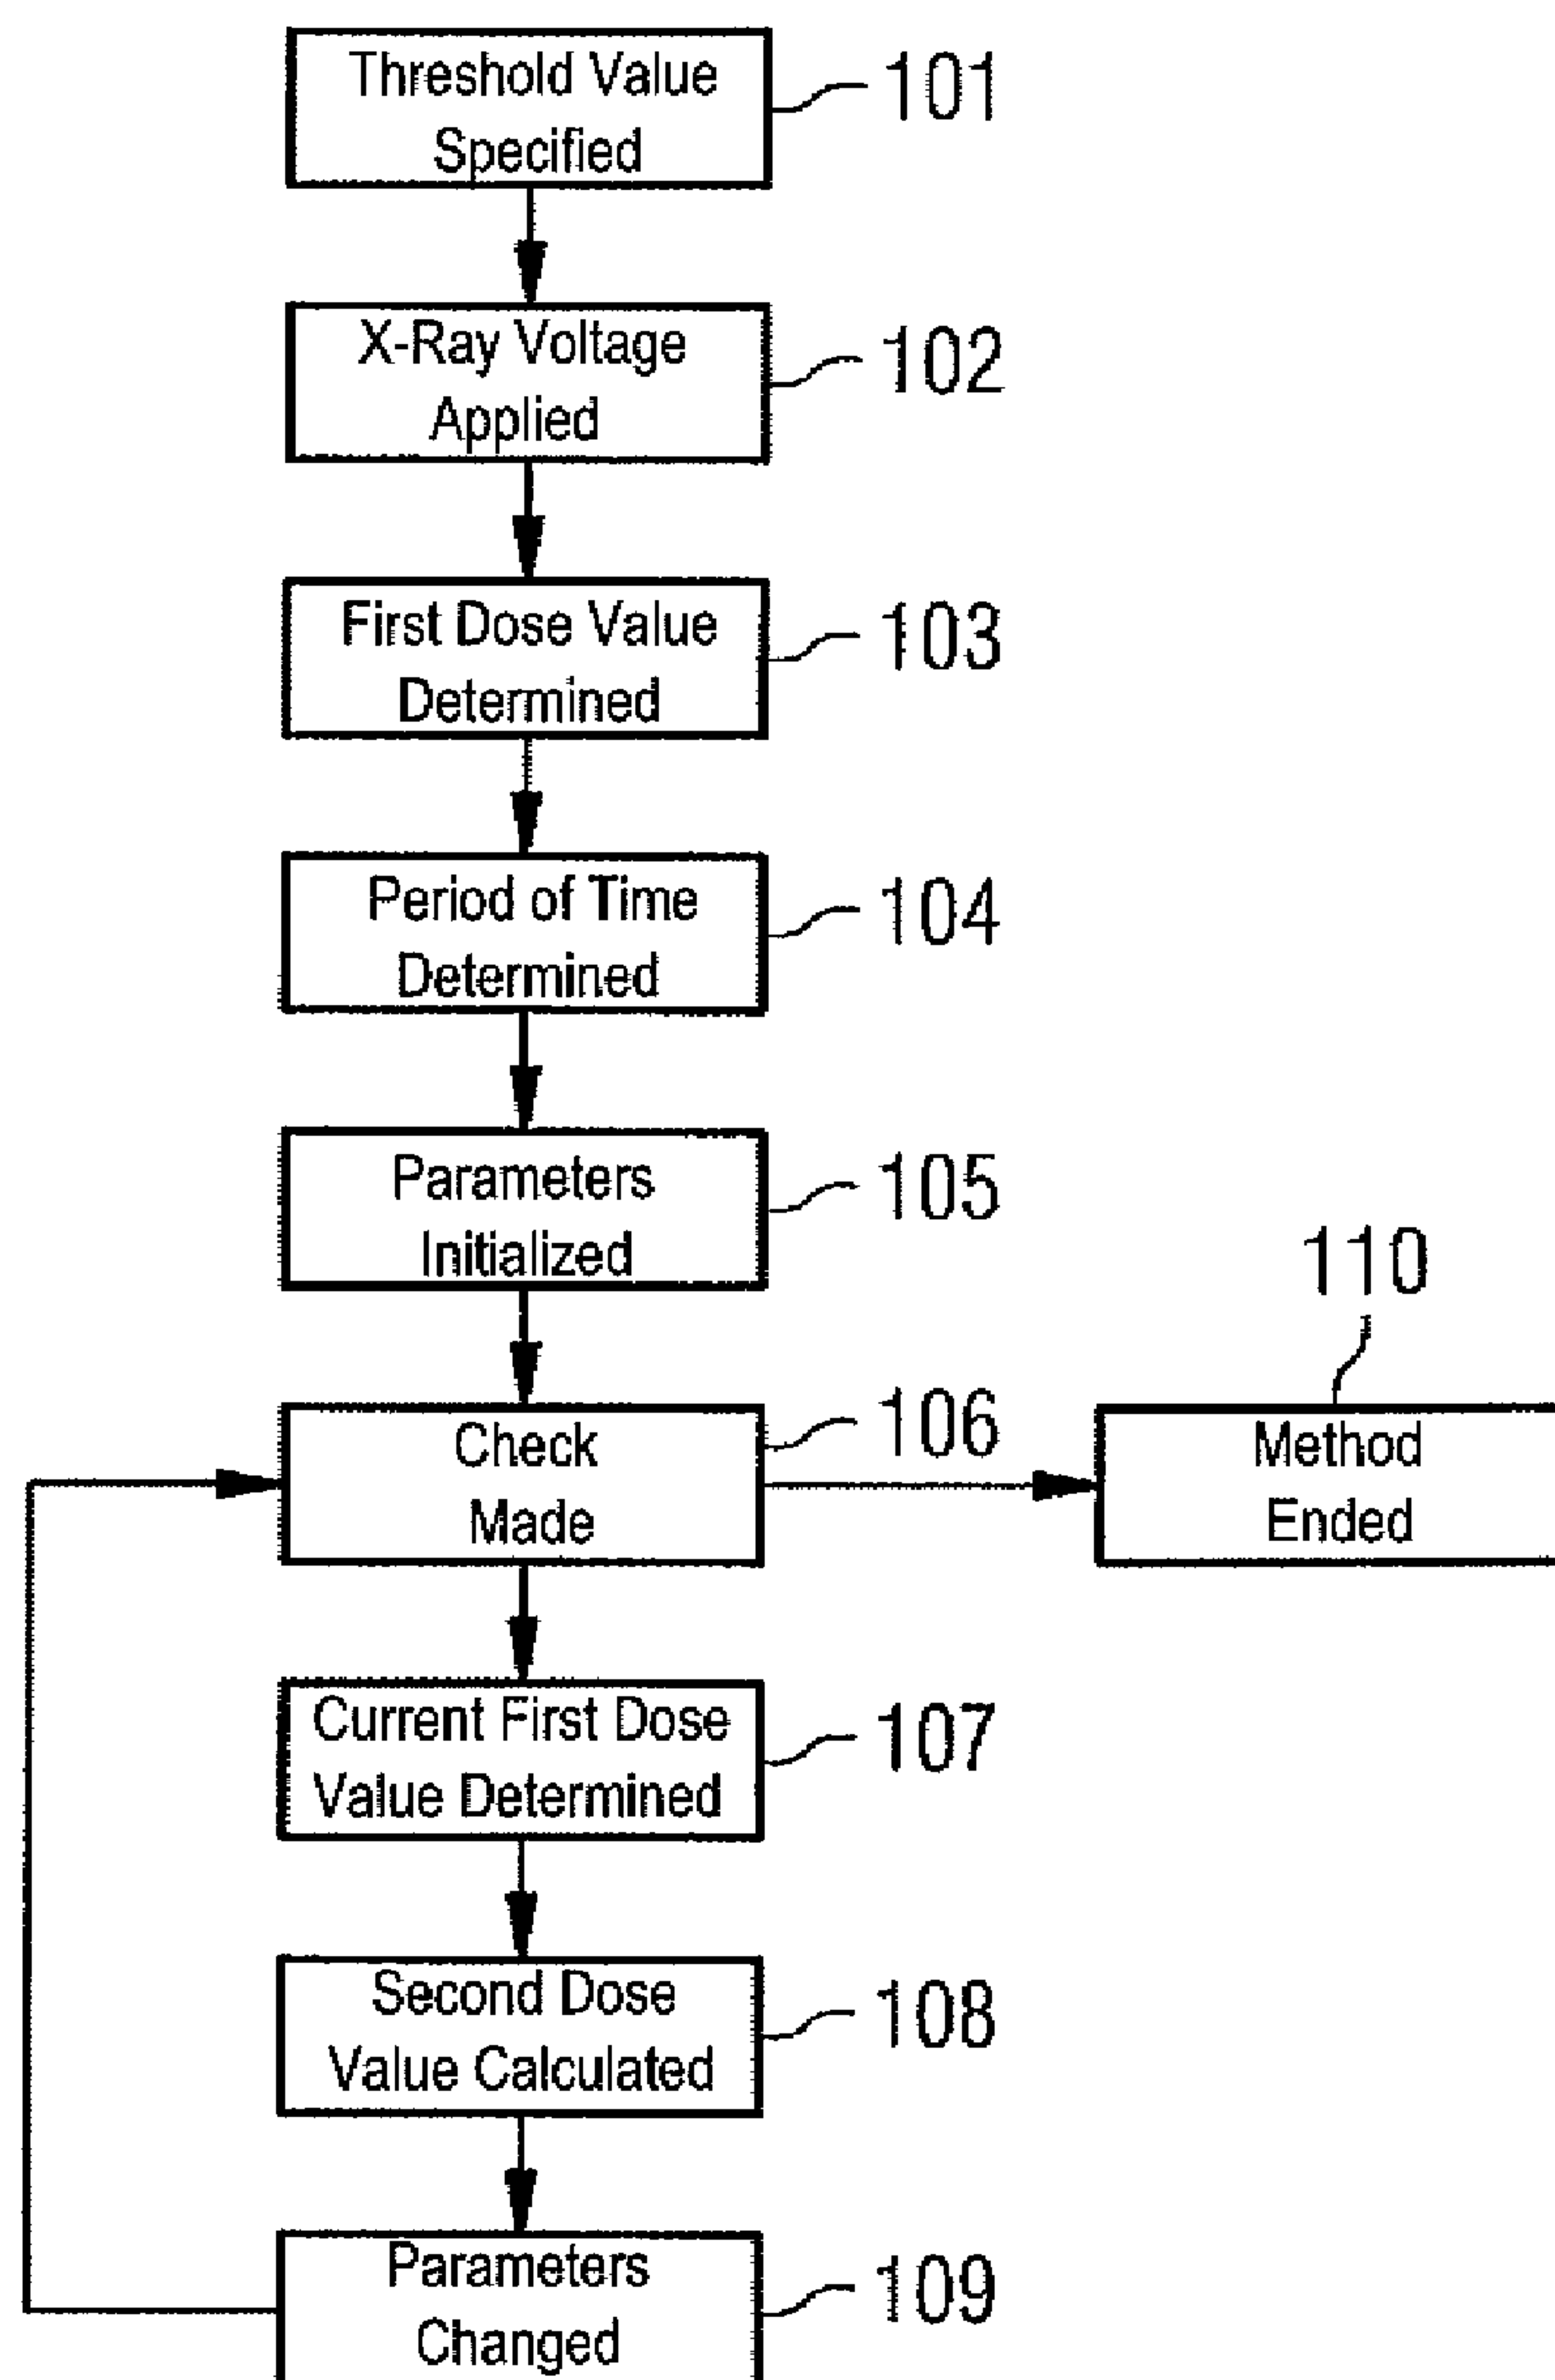 Threshold Value
Specified
101
X-Ray Voltage
Applied
102
First Dose Value
Determined
103
Period of Time
Determined
104
Parameters
Initialized
105
110
Check
Made
106
Method
Ended
Current First Dose
Value Determined
107
Second Dose
Value Calculated
108
Parameters
Changed
109